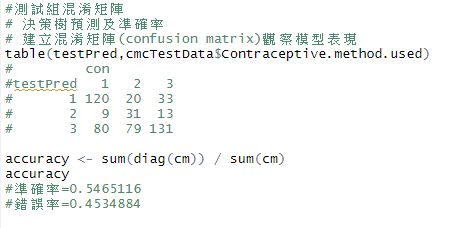 #測試組混淆矩陣
# 決策樹預測及準確率
# 建立混淆矩陣(confusion matrix)觀察模型表現
table(testPred,cmcTestData$Contraceptive.method.used)
# con
#testPred 1 2 3
# 1 120 20 33
# 2 9 31 13
# 3 80 79 131
accuracy <- sum(diag(cm)) / sum(cm)
accuracy
#準確率=0.5465116
#錯誤率=0.4534884